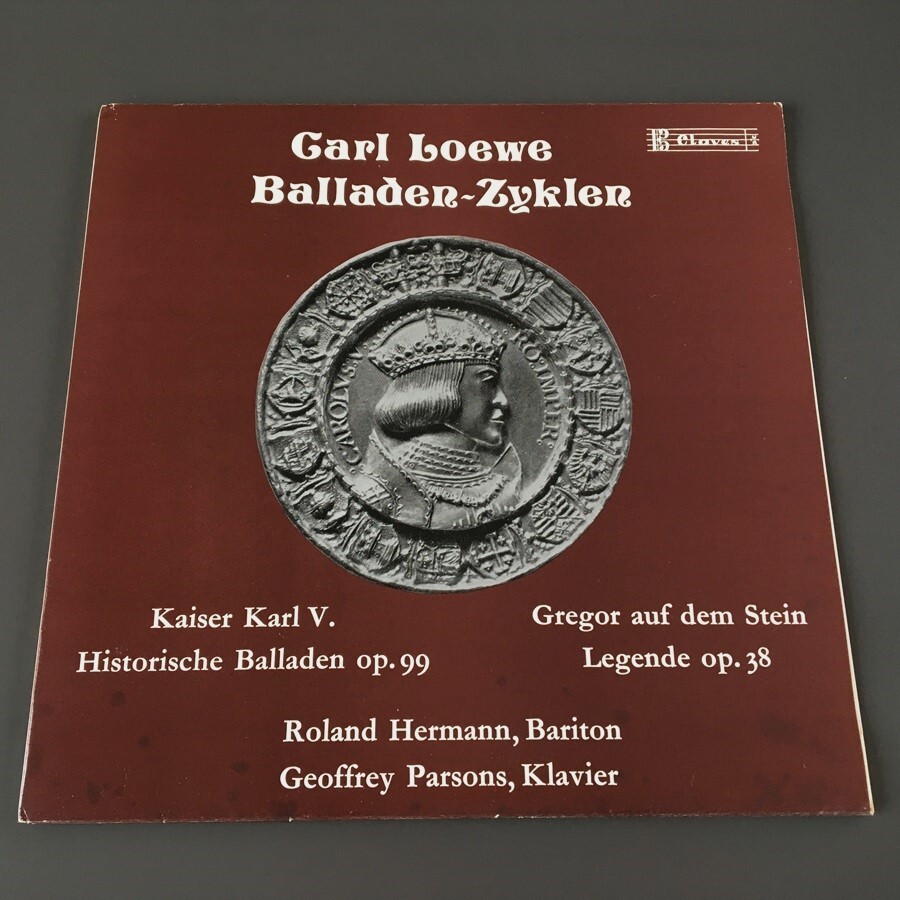 Carl Loewe
Balladen-Zyklen
Claves
CAROLVS V
RO IMPER
Kaiser Karl V.
Historische Balladen op. 99
Gregor auf dem Stein
Legende op. 38
Roland Hermann, Bariton
Geoffrey Parsons, Klavier